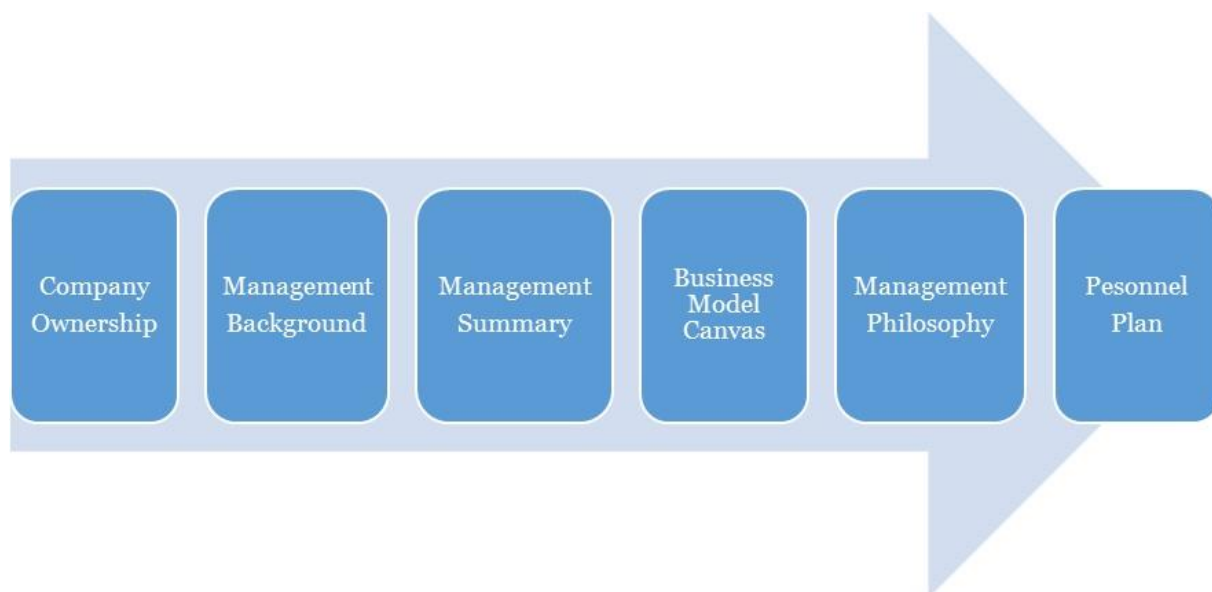 Company
Ownership
Management
Background
Management
Summary
Business
Model
Canvas
Management
Philosophy
Pesonnel
Plan